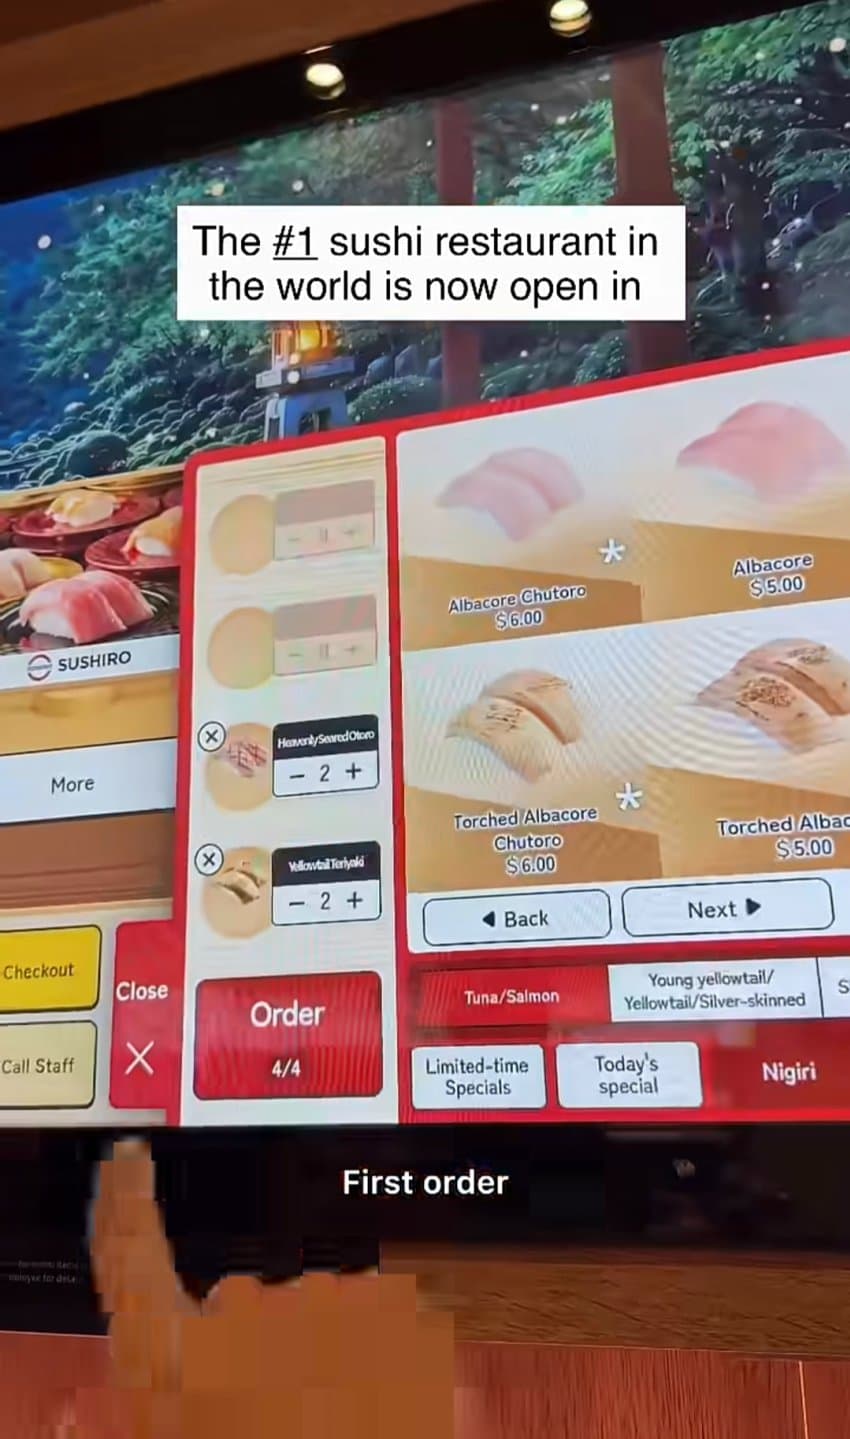 The #1 sushi restaurant in
the world is now open in
Albacore Chutoro
$6.00
Albacore
$5.00
SUSHIRO
More
Heavenly Seared Otoro
- 2 +
Yellowtail Teriyaki
- 2 +
Torched Albacore
Chutoro
$6.00
Torched Albac
$5.00
◀ Back
Next ▶
Checkout
Close
Call Staff
Order
4/4
Tuna/Salmon
Young yellowtail/
Yellowtail/Silver-skinned
S
Limited-time
Specials
Today's
special
Nigiri
First order